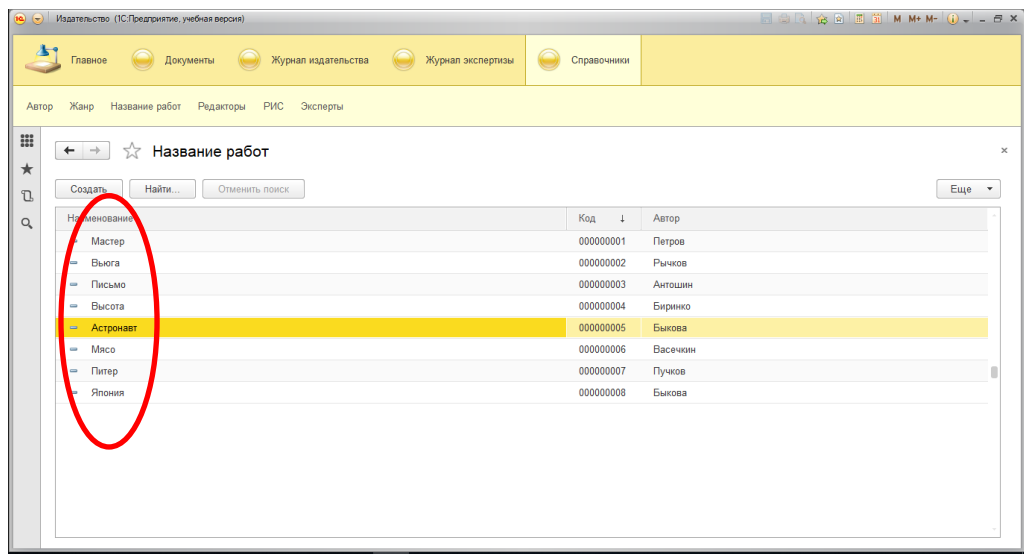 Издательство (1С:Предприятие, учебная версия) M M+ M-
Главное Документы Журнал издательства Журнал экспертизы Справочники
Автор Жанр Название работ Редакторы РИС Эксперты
Название работ
Создать Найти... Отменить поиск Еще
Наименование Код Автор
Мастер 000000001 Петров
Вьюга 000000002 Рычков
Письмо 000000003 Антошин
Высота 000000004 Биринко
Астронавт 000000005 Быкова
Мясо 000000006 Васечкин
Питер 000000007 Пучков
Япония 000000008 Быкова